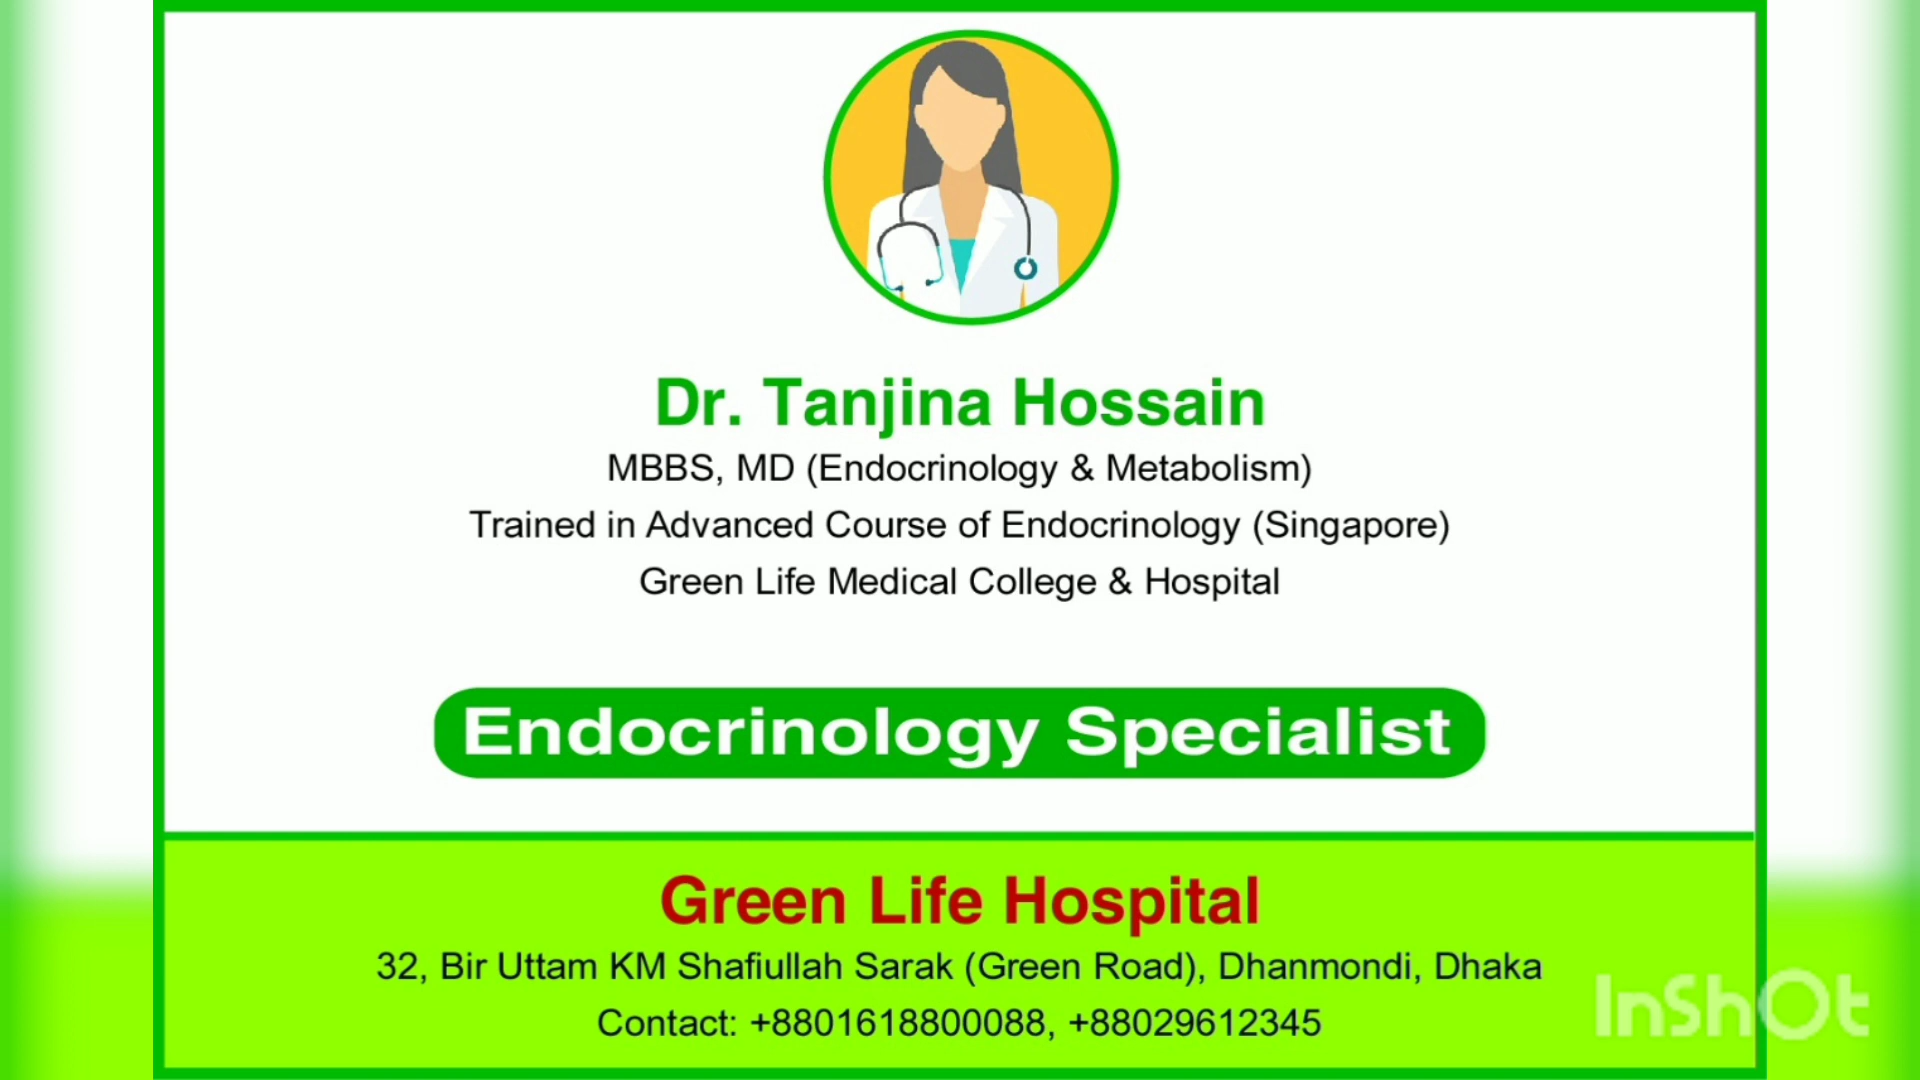 Dr. Tanjina Hossain
MBBS, MD (Endocrinology & Metabolism)
Trained in Advanced Course of Endocrinology (Singapore)
Green Life Medical College & Hospital
Endocrinology Specialist
Green Life Hospital
32, Bir Uttam KM Shafiullah Sarak (Green Road), Dhanmondi, Dhaka
Contact: +8801618800088, +88029612345
InShOt